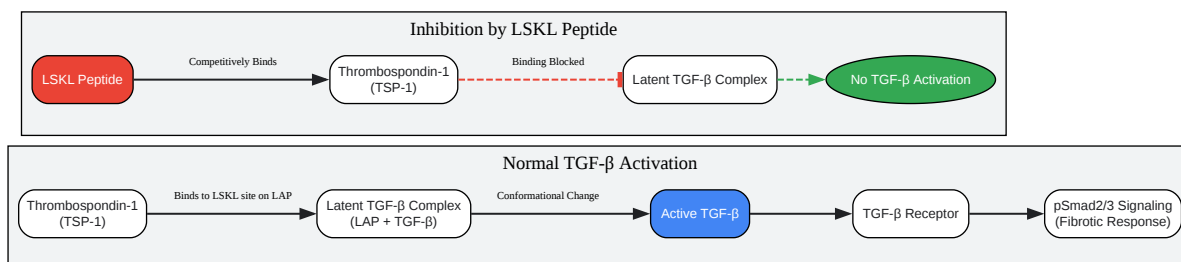 Inhibition by LSKL Peptide
LSKL Peptide
Competitively Binds
Thrombospondin-1
(TSP-1)
Binding Blocked
Latent TGF-β Complex
No TGF-β Activation
Normal TGF-β Activation
Thrombospondin-1
(TSP-1)
Binds to LSKL site on LAP
Latent TGF-β Complex
(LAP + TGF-β)
Conformational Change
Active TGF-β
TGF-β Receptor
pSmad2/3 Signaling
(Fibrotic Response)